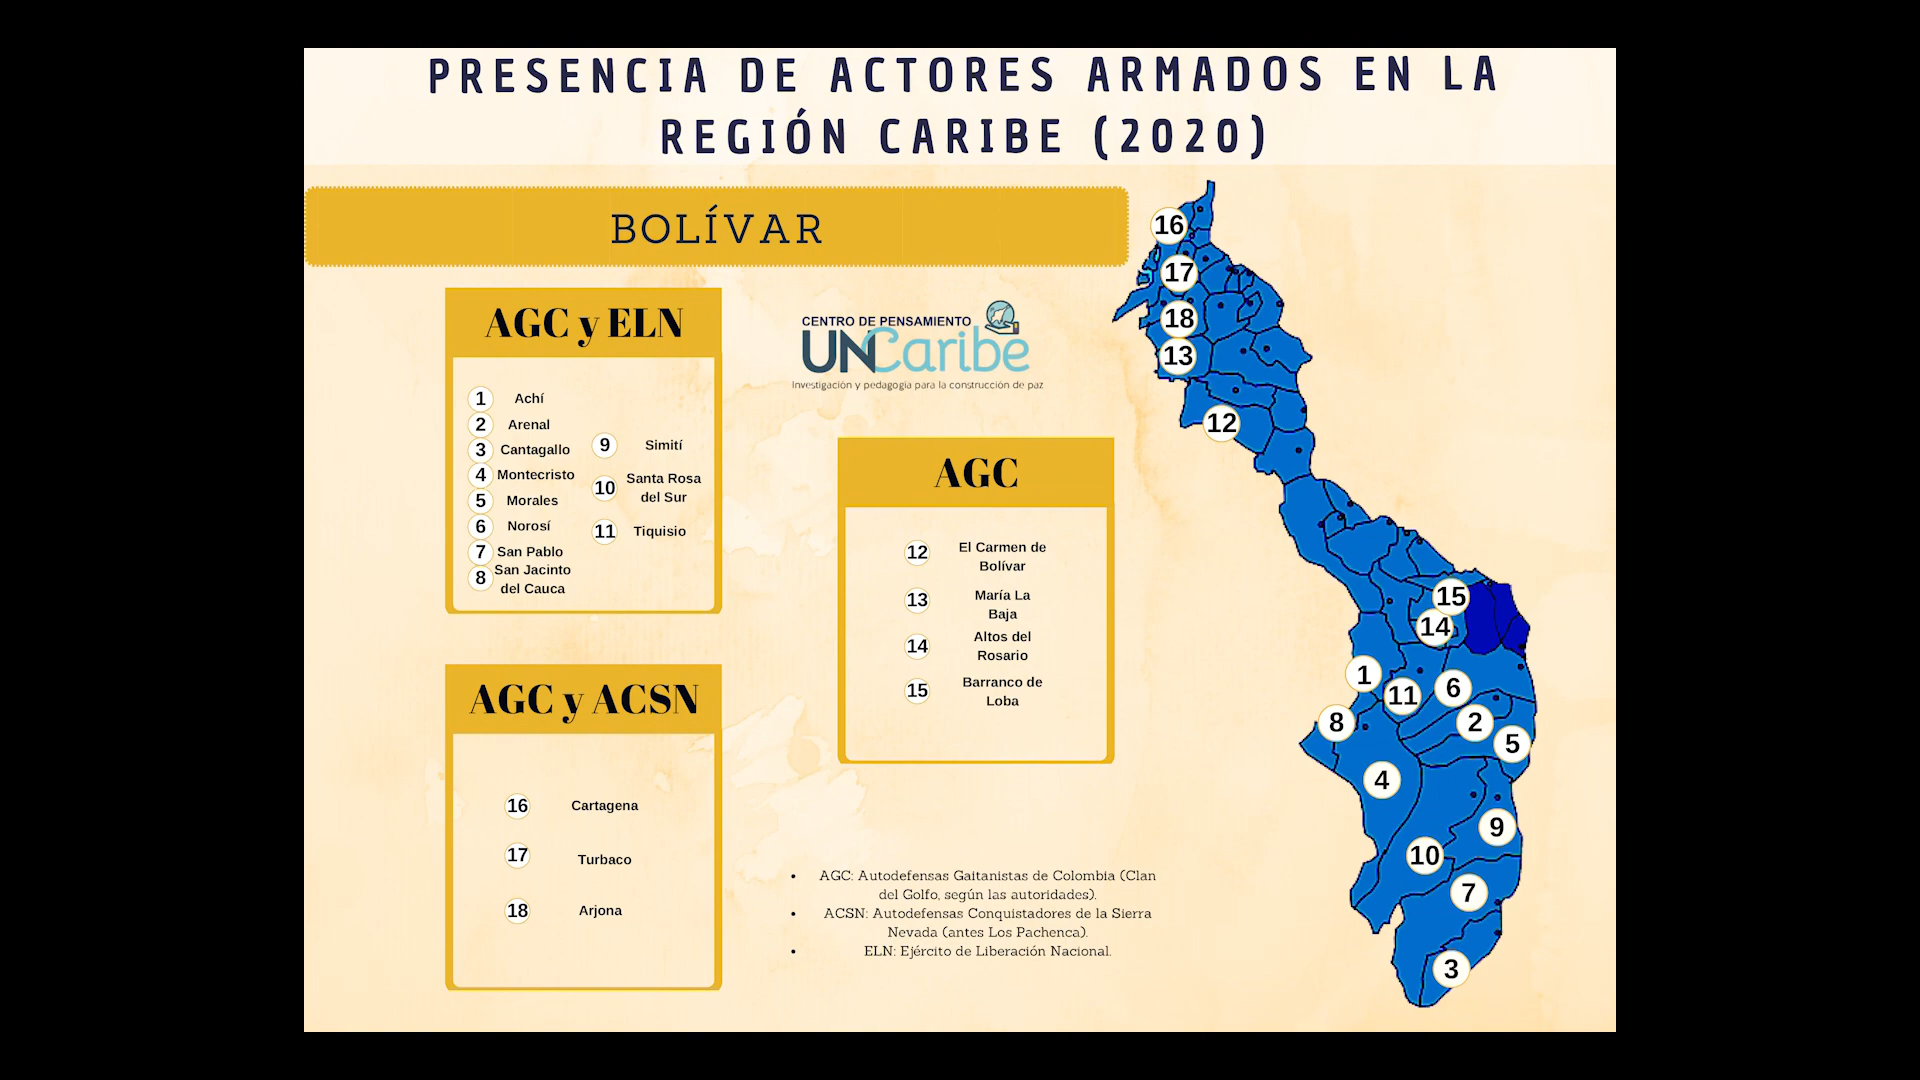 PRESENCIA DE ACTORES ARMADOS EN LA
REGIÓN CARIBE (2020)
BOLÍVAR
AGC y ELN
1 Achí
2 Arenal
3 Cantagallo
4 Montecristo
5 Morales
6 Norosí
7 San Pablo
8 San Jacinto
del Cauca
9 Simití
10 Santa Rosa
del Sur
11 Tiquisio
CENTRO DE PENSAMIENTO
UNCaribe
Investigación y pedagogía para la construcción de paz
AGC
12 El Carmen de
Bolívar
13 María La
Baja
14 Altos del
Rosario
15 Barranco de
Loba
AGC y ACSN
16 Cartagena
17 Turbaco
18 Arjona
• AGC: Autodefensas Gaitanistas de Colombia (Clan
del Golfo, según las autoridades).
• ACSN: Autodefensas Conquistadores de la Sierra
Nevada (antes Los Pachenca).
• ELN: Ejército de Liberación Nacional.
16
17
18
13
12
15
14
1
11
6
8
2
5
4
9
10
7
3